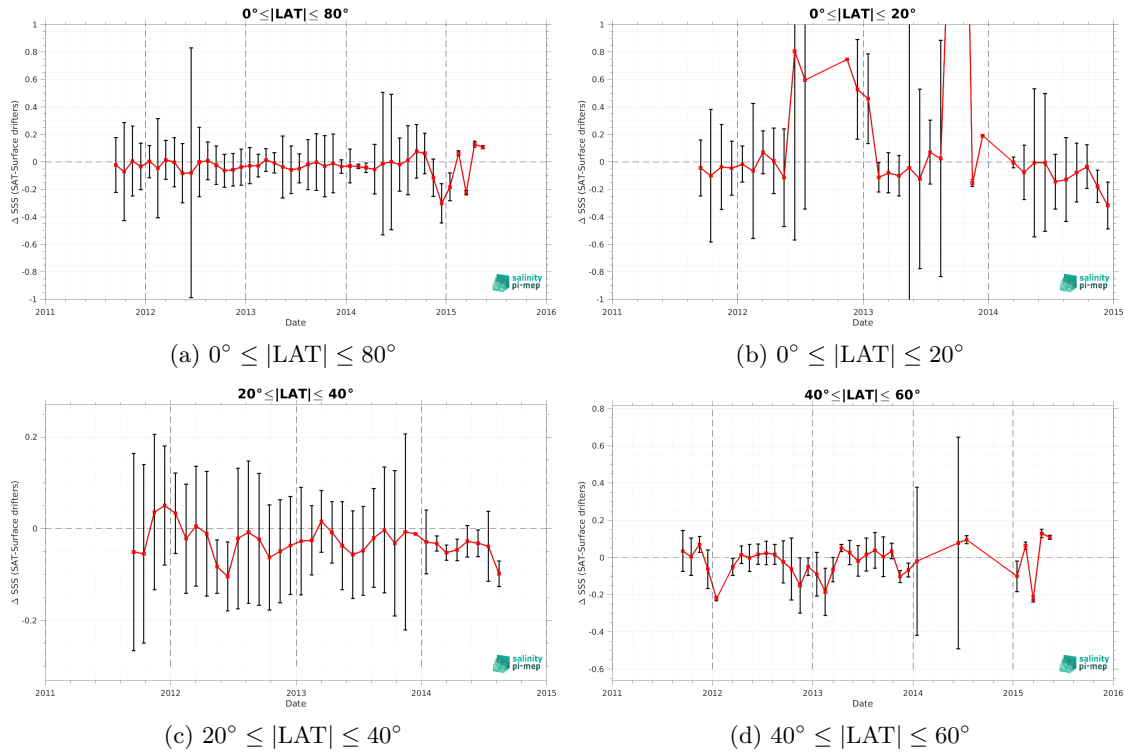 0°≤|LAT|≤ 80°
1
0.8
0.6
0.4
0.2
0
-0.2
-0.4
-0.6
-0.8
-1
Δ SSS (SAT-Surface drifters)
2011 2012 2013 2014 2015 2016
Date
salinity
pi-mep
(a) 0° ≤ |LAT| ≤ 80°
0°≤|LAT|≤ 20°
1
0.8
0.6
0.4
0.2
0
-0.2
-0.4
-0.6
-0.8
-1
Δ SSS (SAT-Surface drifters)
2011 2012 2013 2014 2015
Date
salinity
pi-mep
(b) 0° ≤ |LAT| ≤ 20°
20°≤|LAT|≤ 40°
0.2
0
-0.2
Δ SSS (SAT-Surface drifters)
2011 2012 2013 2014 2015
Date
salinity
pi-mep
(c) 20° ≤ |LAT| ≤ 40°
40°≤|LAT|≤ 60°
0.8
0.6
0.4
0.2
0
-0.2
-0.4
-0.6
Δ SSS (SAT-Surface drifters)
2011 2012 2013 2014 2015 2016
Date
salinity
pi-mep
(d) 40° ≤ |LAT| ≤ 60°